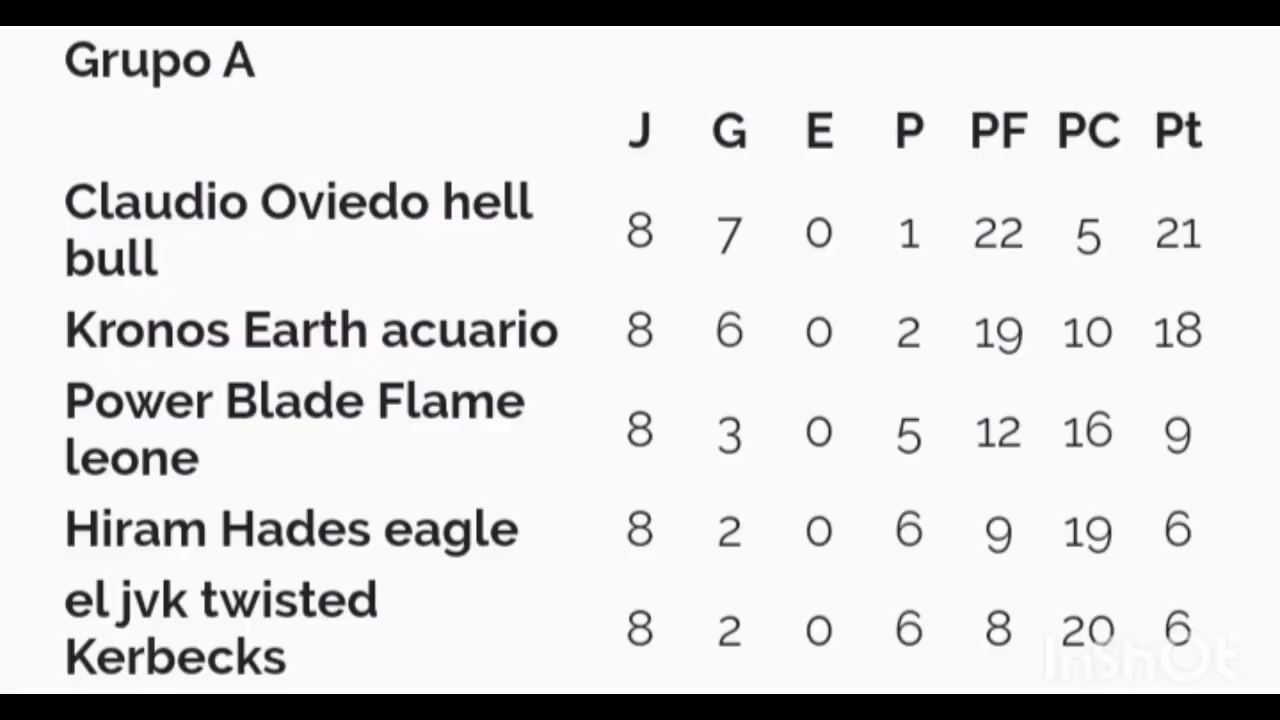 Grupo A
J G E P PF PC Pt
Claudio Oviedo hell
bull
8 7 0 1 22 5 21
Kronos Earth acuario 8 6 0 2 19 10 18
Power Blade Flame
leone
8 3 0 5 12 16 9
Hiram Hades eagle 8 2 0 6 9 19 6
el jvk twisted
Kerbecks
8 2 0 6 8 20 6
InshOt